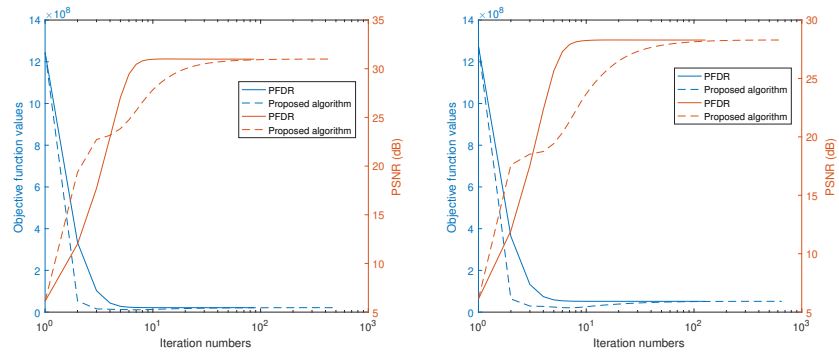 ×10⁸
14
12
10
8
6
4
2
0
Objective function values
35
30
25
20
15
10
5
PSNR (dB)
PFDR
Proposed algorithm
PFDR
Proposed algorithm
10⁰ 10¹ 10² 10³
Iteration numbers
×10⁸
14
12
10
8
6
4
2
0
Objective function values
30
25
20
15
10
5
PSNR (dB)
PFDR
Proposed algorithm
PFDR
Proposed algorithm
10⁰ 10¹ 10² 10³
Iteration numbers